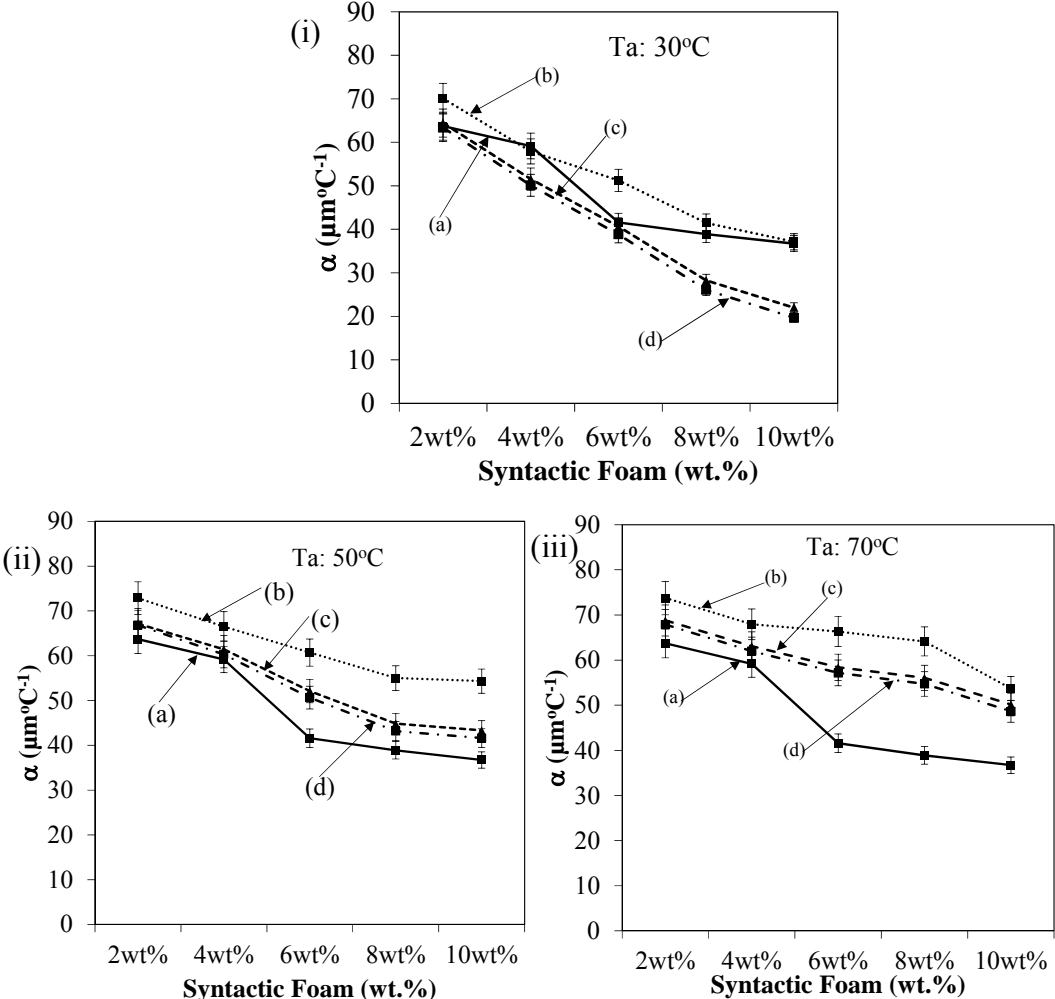 (i)
Ta: 30°C
(b)
(c)
(a)
(d)
α (µm°C⁻¹)
90
80
70
60
50
40
30
20
10
0
2wt% 4wt% 6wt% 8wt% 10wt%
Syntactic Foam (wt.%)
(ii)
Ta: 50°C
(b)
(c)
(a)
(d)
α (µm°C⁻¹)
90
80
70
60
50
40
30
20
10
0
2wt% 4wt% 6wt% 8wt% 10wt%
Syntactic Foam (wt.%)
(iii)
Ta: 70°C
(b)
(c)
(a)
(d)
α (µm°C⁻¹)
90
80
70
60
50
40
30
20
10
0
2wt% 4wt% 6wt% 8wt% 10wt%
Syntactic Foam (wt.%)